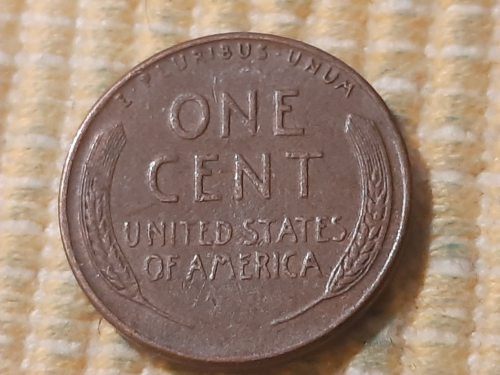 E·PLURIBUS·UNUM
ONE
CENT
UNITED STATES
OF AMERICA